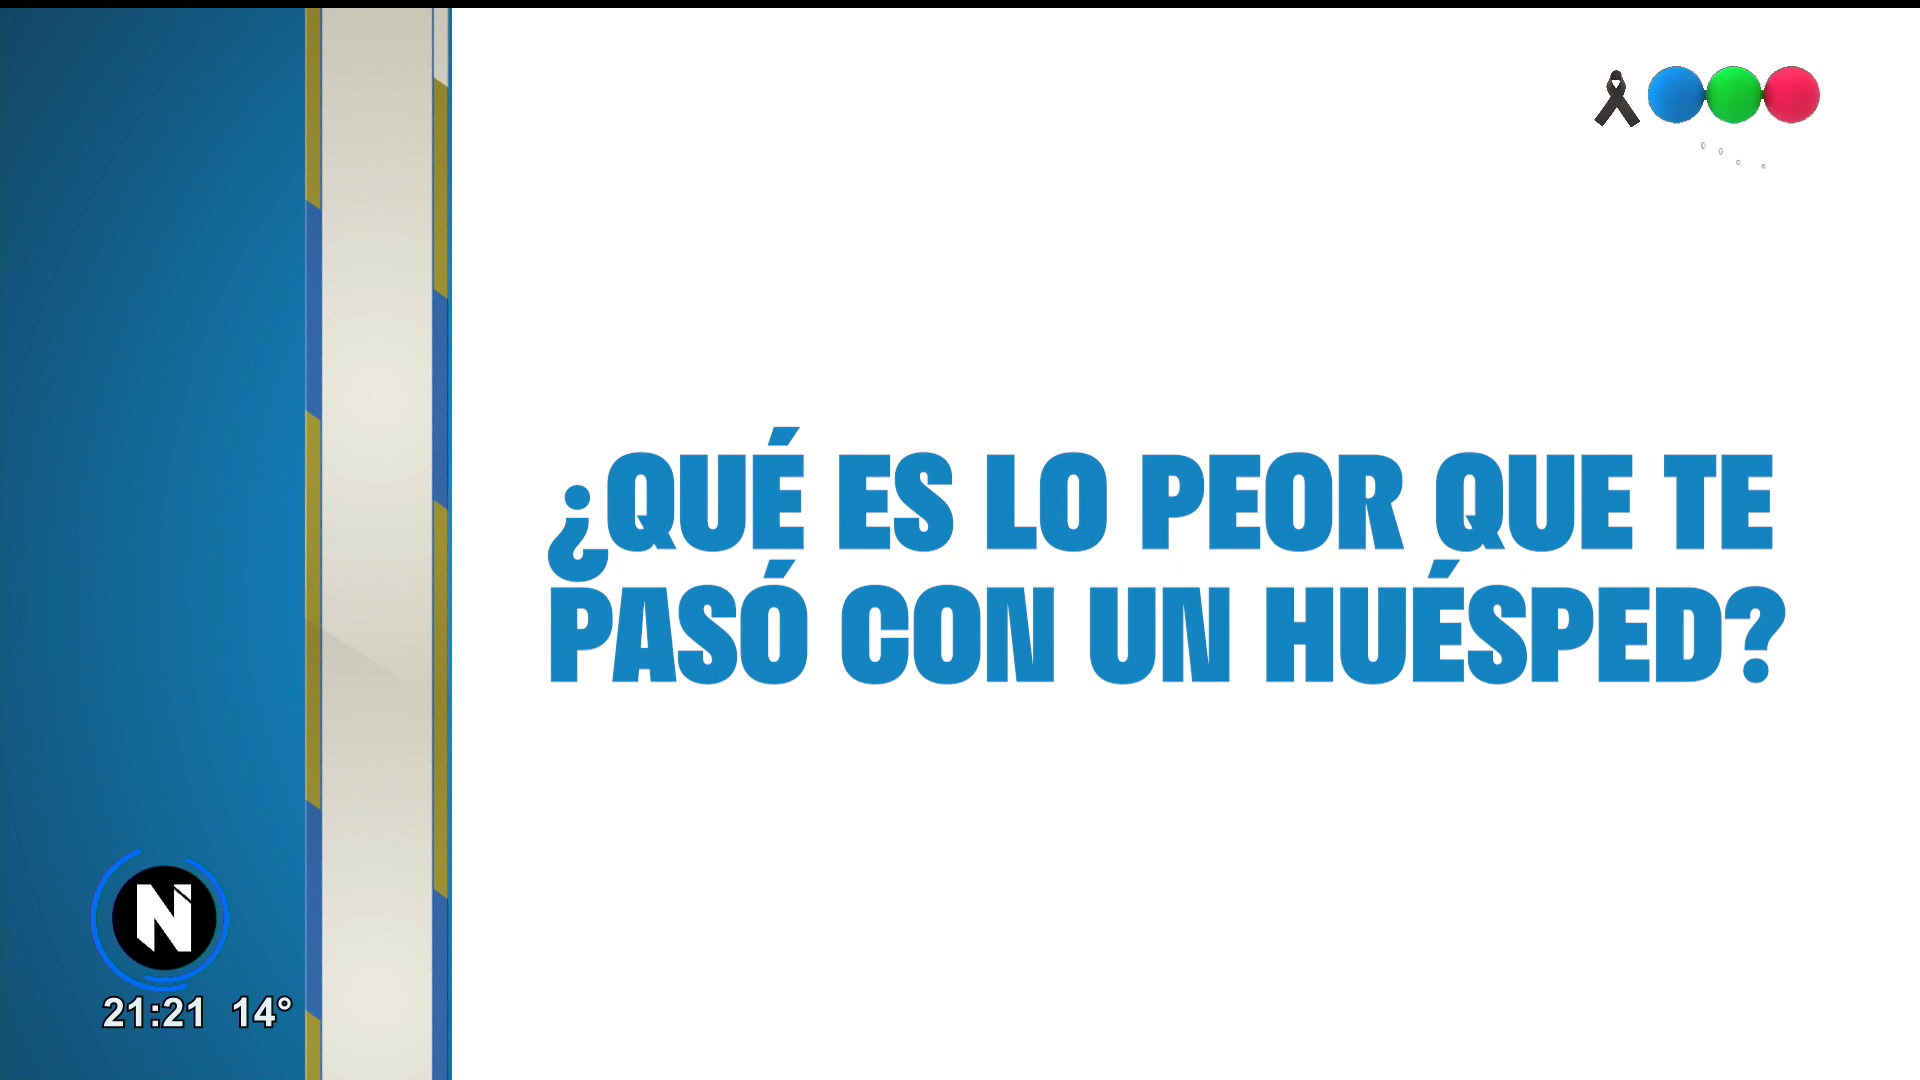 ¿QUÉ ES LO PEOR QUE TE
PASÓ CON UN HUÉSPED?
N
21:21 14°